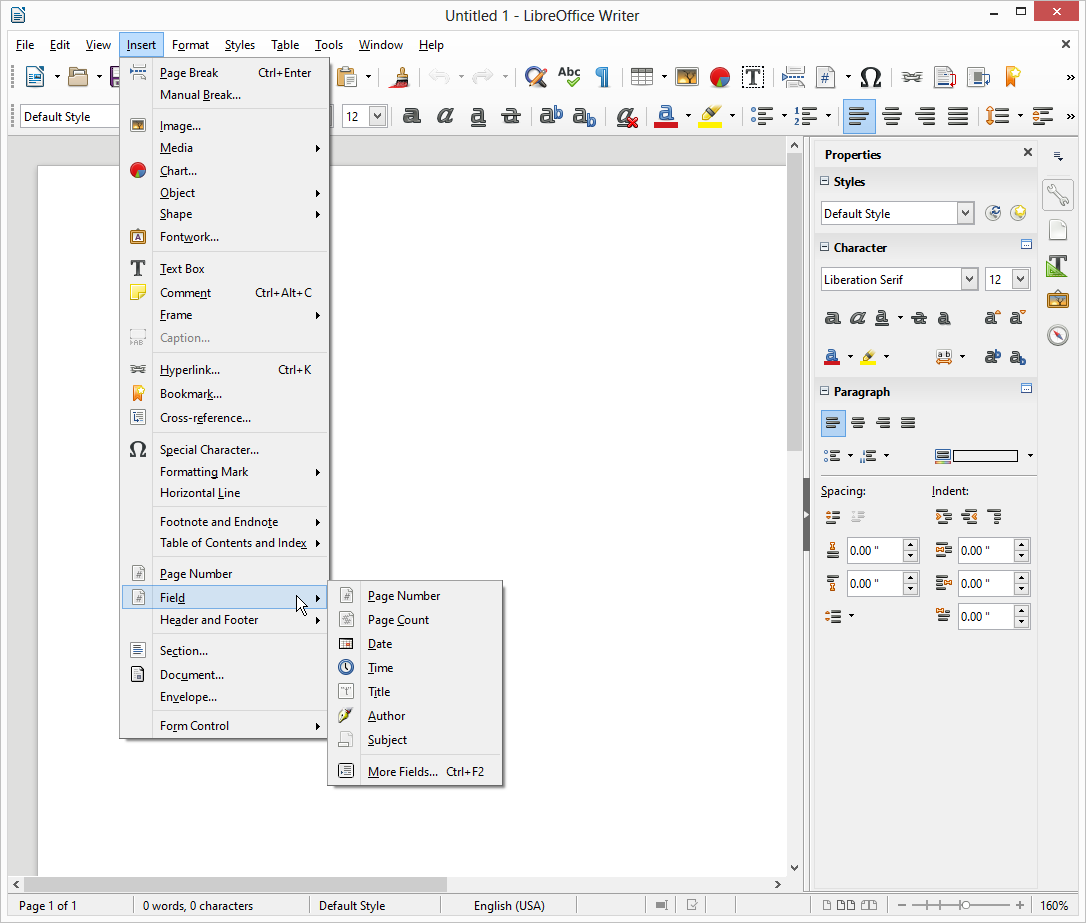 Untitled 1 - LibreOffice Writer
File Edit View Insert Format Styles Table Tools Window Help
Default Style
12
Page Break Ctrl+Enter
Manual Break...
Image...
Media
Chart...
Object
Shape
Fontwork...
Text Box
Comment Ctrl+Alt+C
Frame
Caption...
Hyperlink... Ctrl+K
Bookmark...
Cross-reference...
Special Character...
Formatting Mark
Horizontal Line
Footnote and Endnote
Table of Contents and Index
Page Number
Field
Header and Footer
Section...
Document...
Envelope...
Form Control
Page Number
Page Count
Date
Time
Title
Author
Subject
More Fields... Ctrl+F2
Properties
Styles
Default Style
Character
Liberation Serif 12
Paragraph
Spacing: Indent:
0.00 " 0.00 "
0.00 " 0.00 "
0.00 "
Page 1 of 1 0 words, 0 characters Default Style English (USA) 160%